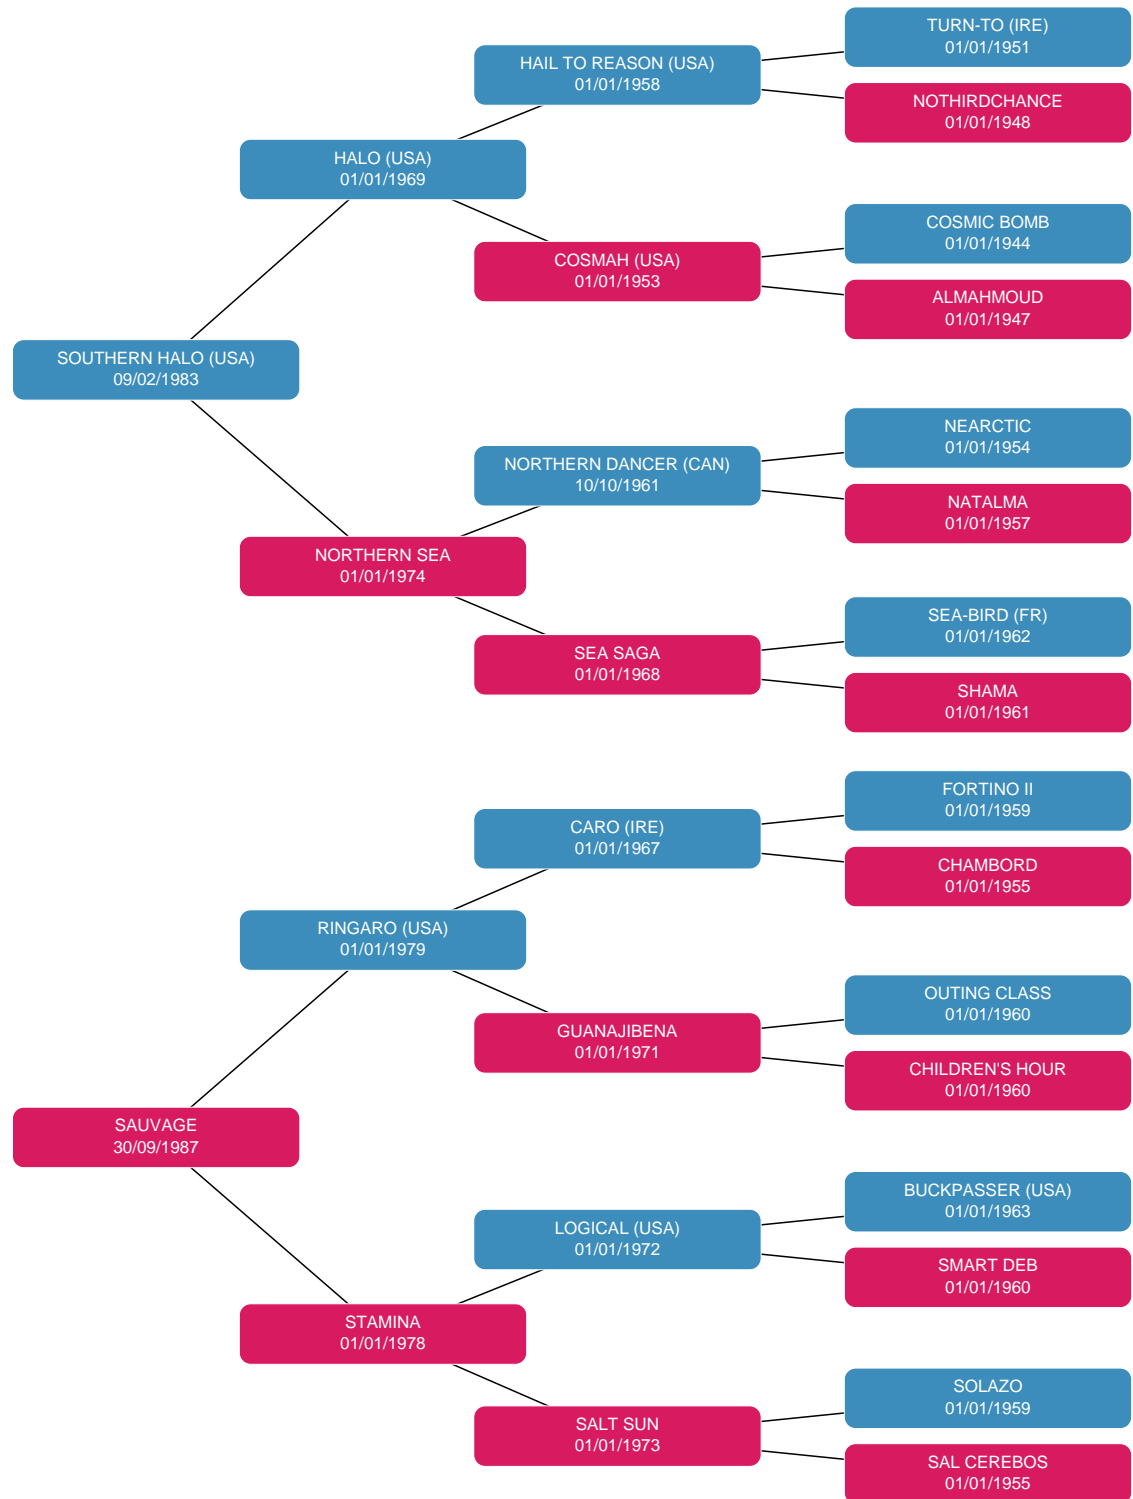 TURN-TO (IRE)
01/01/1951
HAIL TO REASON (USA)
01/01/1958
NOTHIRDCHANCE
01/01/1948
HALO (USA)
01/01/1969
COSMIC BOMB
01/01/1944
COSMAH (USA)
01/01/1953
ALMAHMOUD
01/01/1947
SOUTHERN HALO (USA)
09/02/1983
NEARCTIC
01/01/1954
NORTHERN DANCER (CAN)
10/10/1961
NATALMA
01/01/1957
NORTHERN SEA
01/01/1974
SEA-BIRD (FR)
01/01/1962
SEA SAGA
01/01/1968
SHAMA
01/01/1961
FORTINO II
01/01/1959
CARO (IRE)
01/01/1967
CHAMBORD
01/01/1955
RINGARO (USA)
01/01/1979
OUTING CLASS
01/01/1960
GUANAJIBENA
01/01/1971
CHILDREN'S HOUR
01/01/1960
SAUVAGE
30/09/1987
BUCKPASSER (USA)
01/01/1963
LOGICAL (USA)
01/01/1972
SMART DEB
01/01/1960
STAMINA
01/01/1978
SOLAZO
01/01/1959
SALT SUN
01/01/1973
SAL CEREBOS
01/01/1955